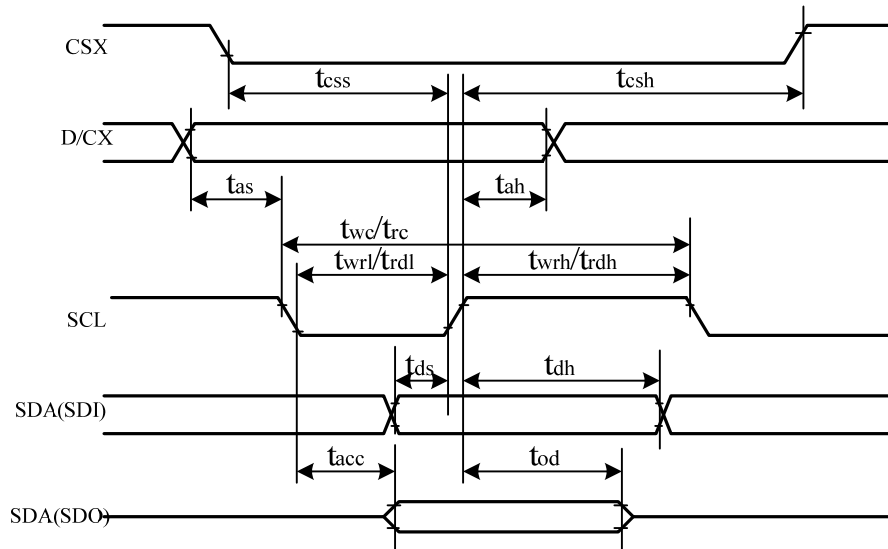 CSX
tcss
tcsh
D/CX
tas
tah
twc/trc
twrl/trdl
twrh/trdh
SCL
tds
tdh
SDA(SDI)
tacc
tod
SDA(SDO)